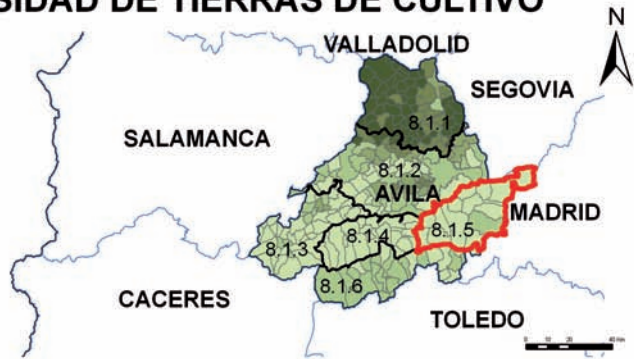 SIDAD DE TIERRAS DE CULTIVO
N
VALLADOLID
SEGOVIA
8.1.1
SALAMANCA
8.1.2
AVILA
MADRID
8.1.5
8.1.4
8.1.3
8.1.6
CACERES
TOLEDO